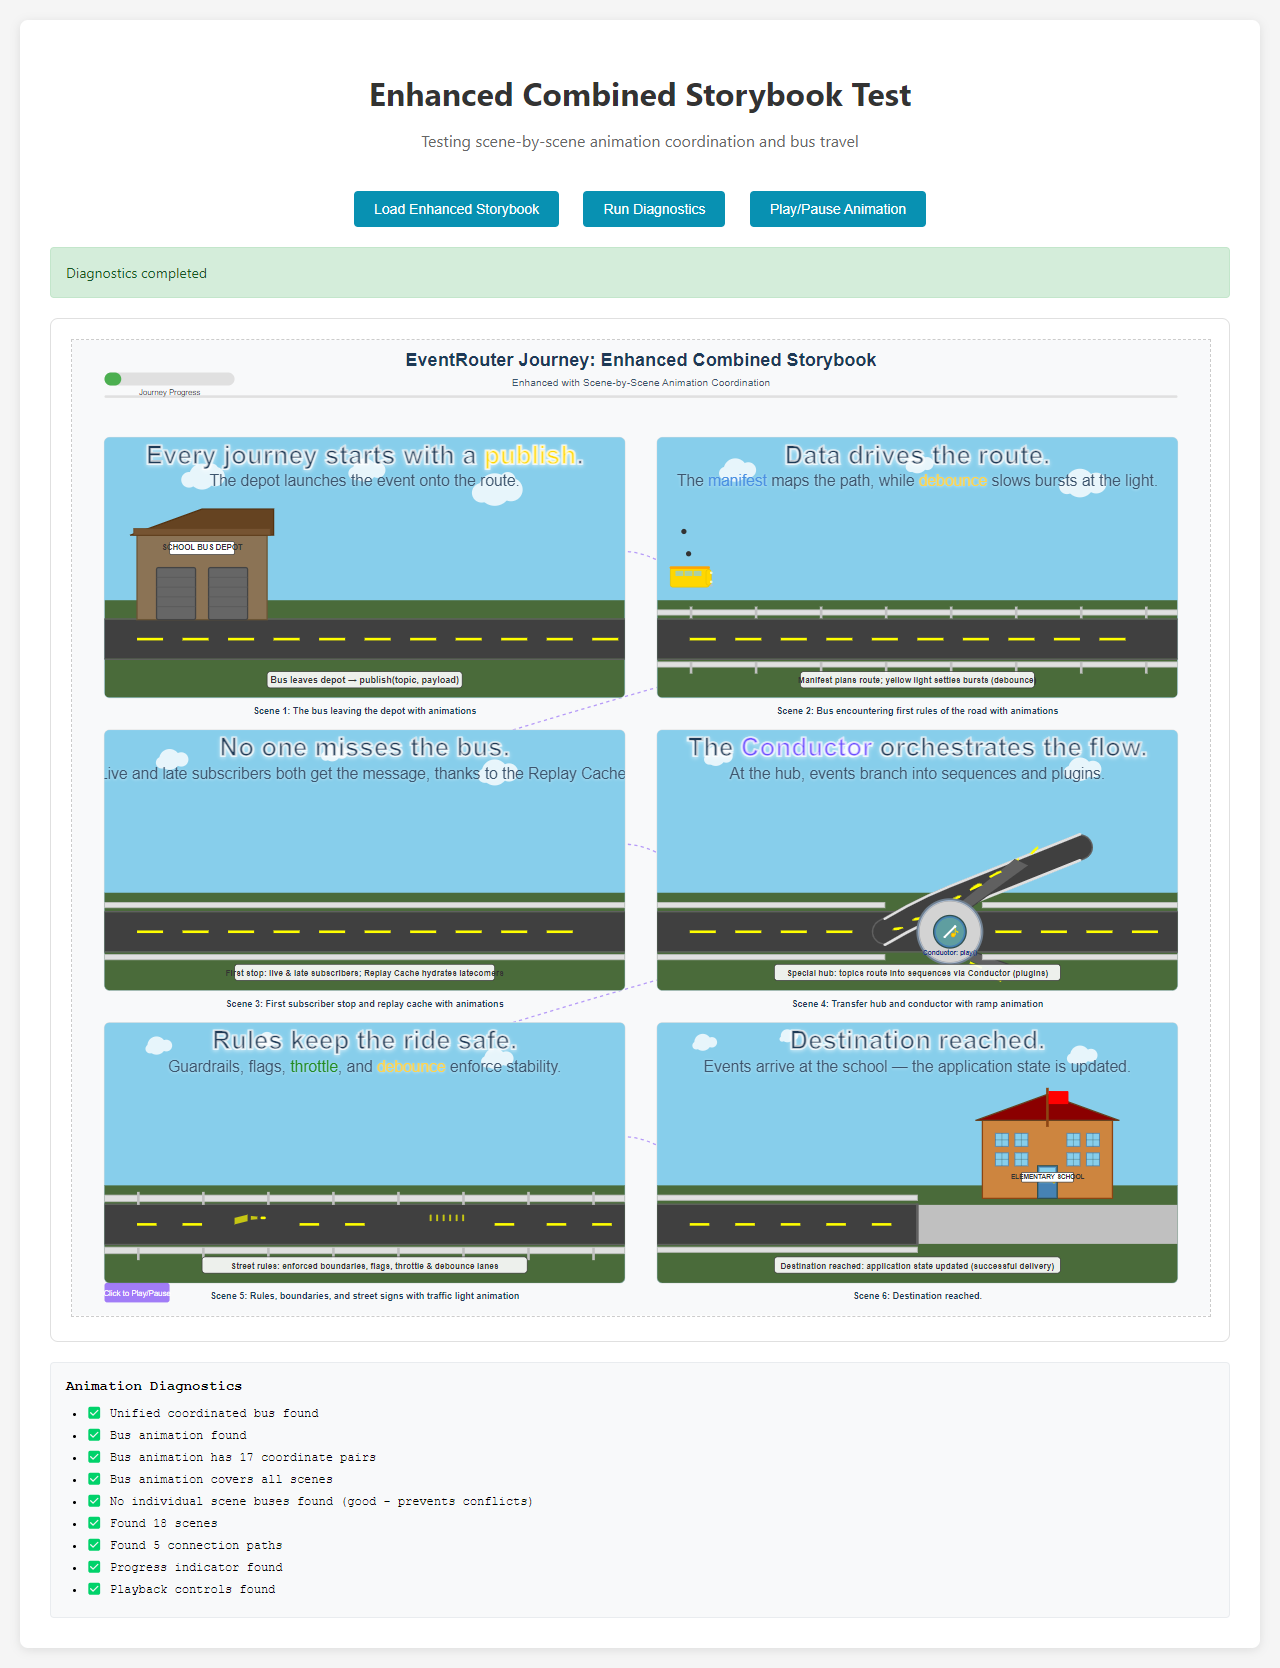 Enhanced Combined Storybook Test
Testing scene-by-scene animation coordination and bus travel
Load Enhanced Storybook
Run Diagnostics
Play/Pause Animation
Diagnostics completed
EventRouter Journey: Enhanced Combined Storybook
Enhanced with Scene-by-Scene Animation Coordination
Journey Progress
Every journey starts with a publish.
The depot launches the event onto the route.
SCHOOL BUS DEPOT
Bus leaves depot — publish(topic, payload)
Scene 1: The bus leaving the depot with animations
Data drives the route.
The manifest maps the path, while debounce slows bursts at the light.
Manifest plans route; yellow light settles bursts (debounce)
Scene 2: Bus encountering first rules of the road with animations
No one misses the bus.
Live and late subscribers both get the message, thanks to the Replay Cache
First stop: live & late subscribers; Replay Cache hydrates latecomers
Scene 3: First subscriber stop and replay cache with animations
The Conductor orchestrates the flow.
At the hub, events branch into sequences and plugins.
Conductor: play()
Special hub: topics route into sequences via Conductor (plugins)
Scene 4: Transfer hub and conductor with ramp animation
Rules keep the ride safe.
Guardrails, flags, throttle, and debounce enforce stability.
Street rules: enforced boundaries, flags, throttle & debounce lanes
Click to Play/Pause
Scene 5: Rules, boundaries, and street signs with traffic light animation
Destination reached.
Events arrive at the school — the application state is updated.
ELEMENTARY SCHOOL
Destination reached: application state updated (successful delivery)
Scene 6: Destination reached.
Animation Diagnostics
Unified coordinated bus found
Bus animation found
Bus animation has 17 coordinate pairs
Bus animation covers all scenes
No individual scene buses found (good - prevents conflicts)
Found 18 scenes
Found 5 connection paths
Progress indicator found
Playback controls found